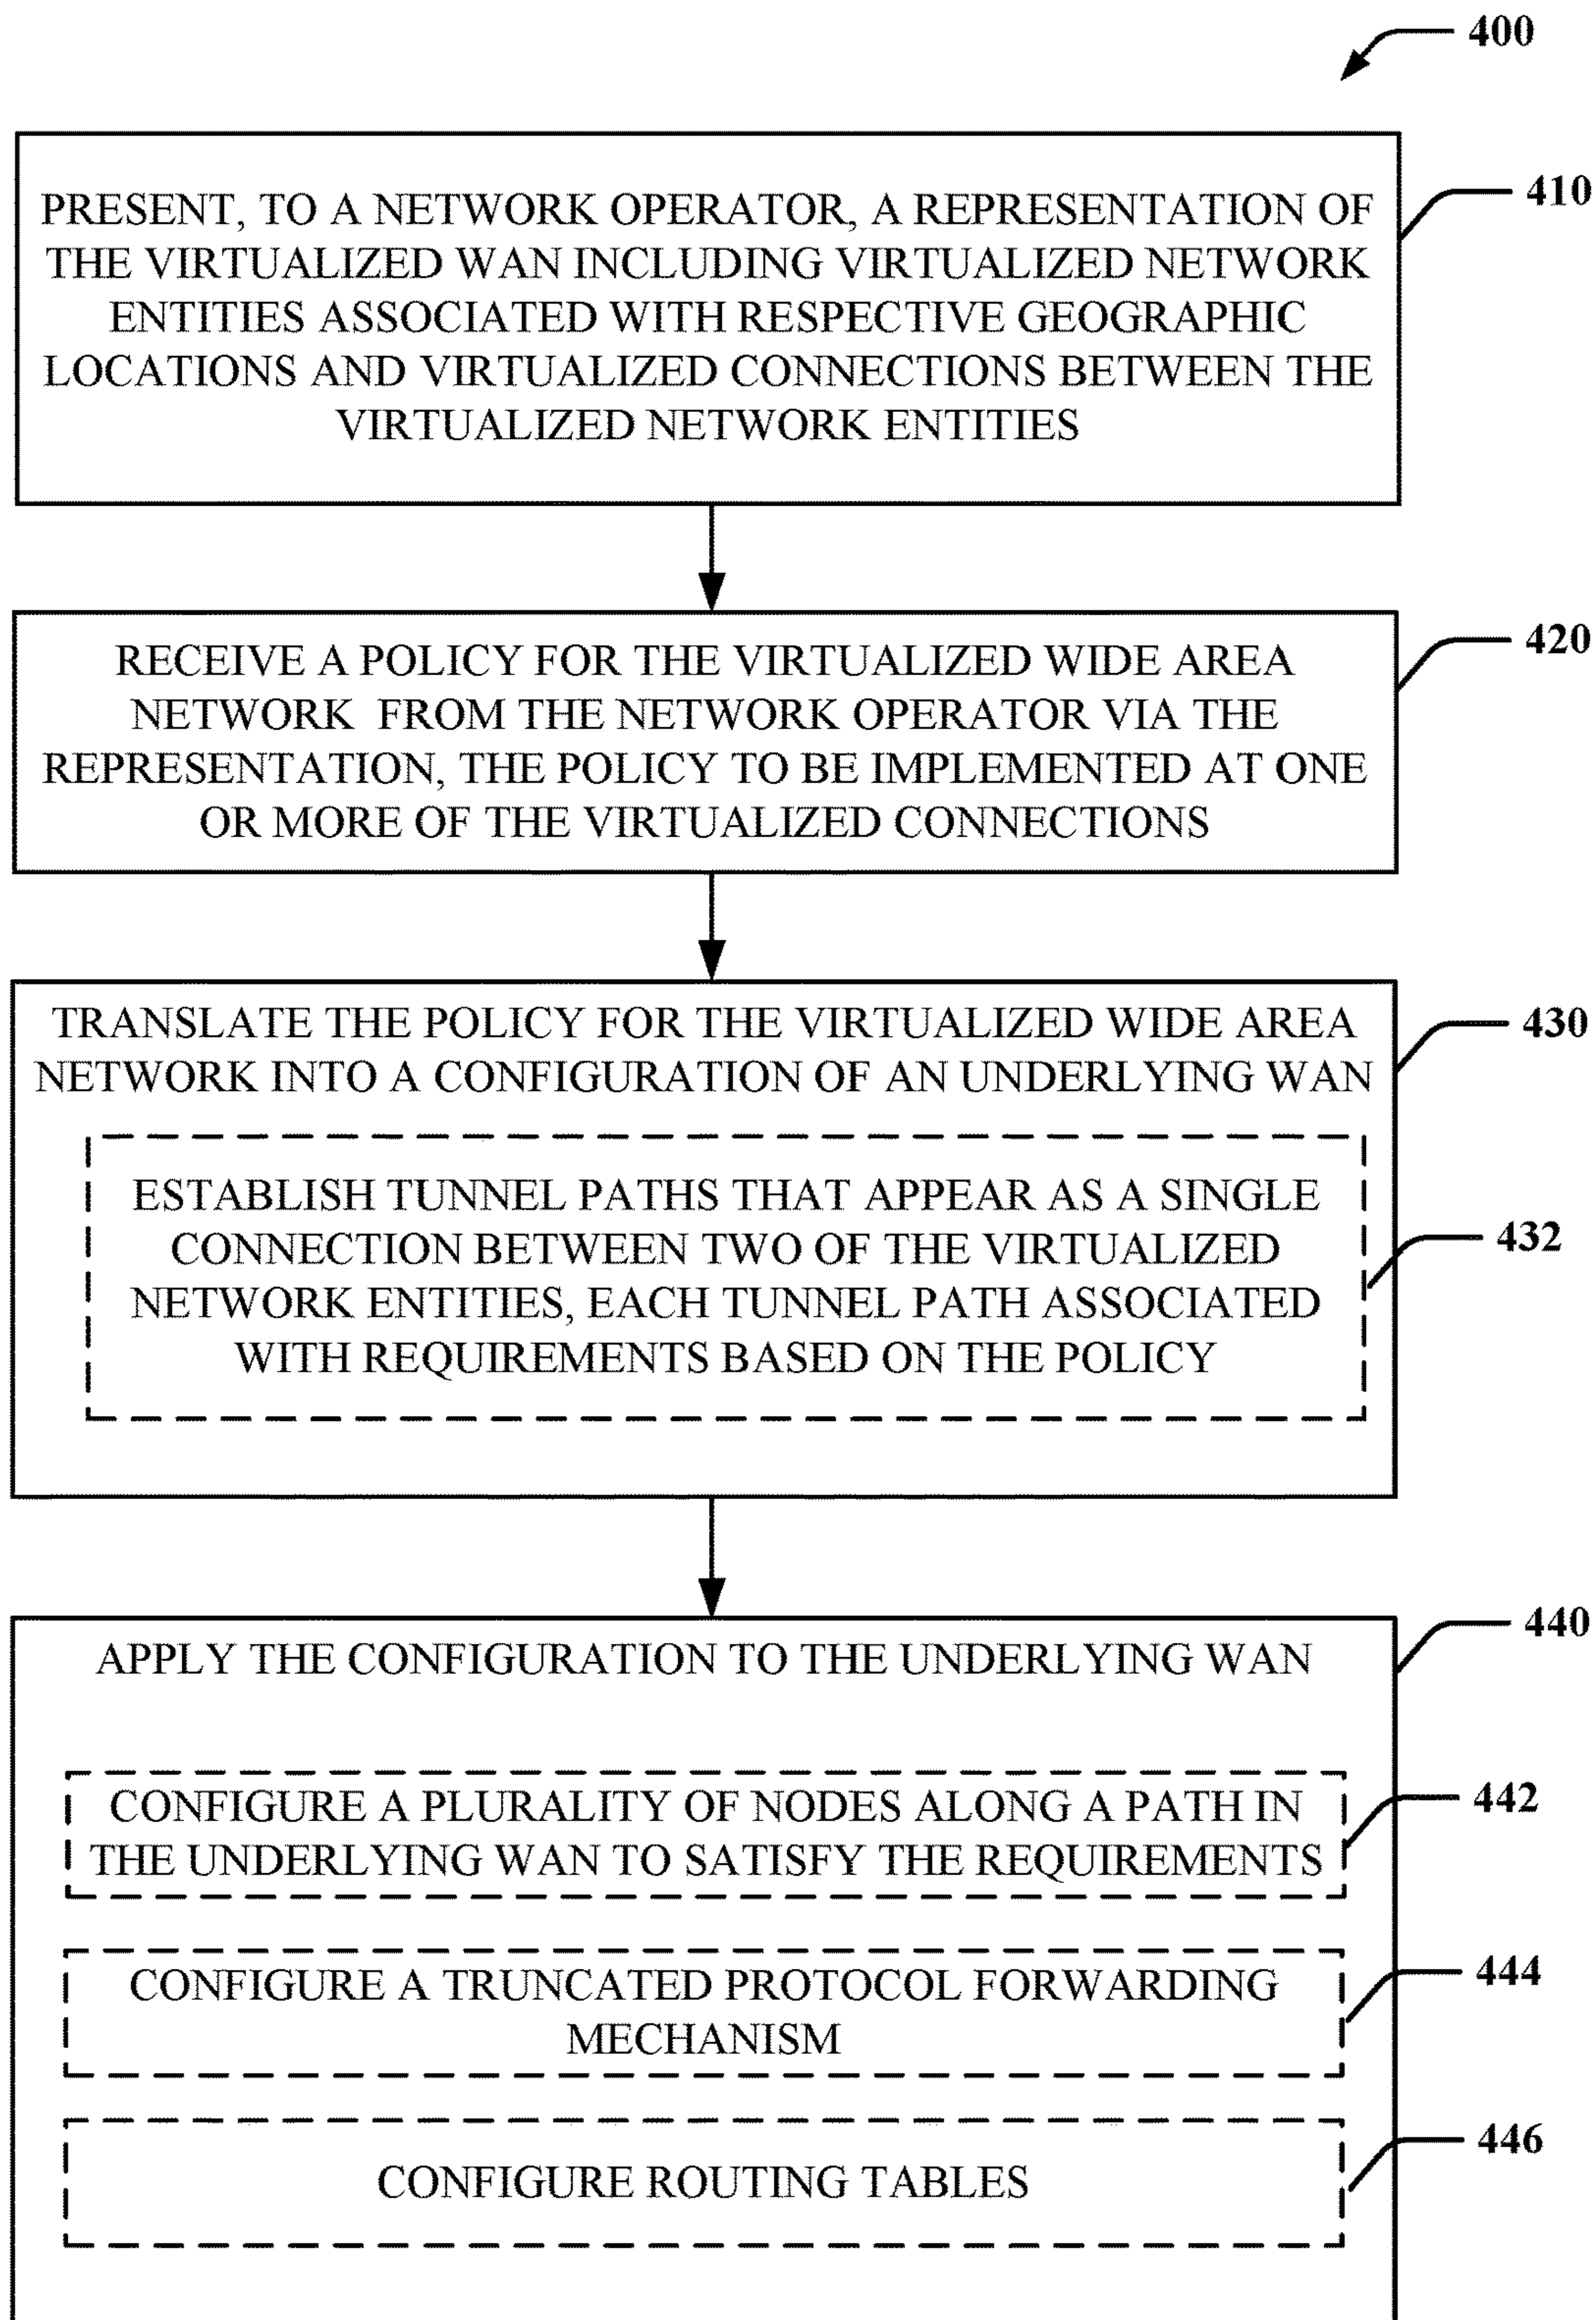 400
PRESENT, TO A NETWORK OPERATOR, A REPRESENTATION OF
THE VIRTUALIZED WAN INCLUDING VIRTUALIZED NETWORK
ENTITIES ASSOCIATED WITH RESPECTIVE GEOGRAPHIC
LOCATIONS AND VIRTUALIZED CONNECTIONS BETWEEN THE
VIRTUALIZED NETWORK ENTITIES
410
RECEIVE A POLICY FOR THE VIRTUALIZED WIDE AREA
NETWORK FROM THE NETWORK OPERATOR VIA THE
REPRESENTATION, THE POLICY TO BE IMPLEMENTED AT ONE
OR MORE OF THE VIRTUALIZED CONNECTIONS
420
TRANSLATE THE POLICY FOR THE VIRTUALIZED WIDE AREA
NETWORK INTO A CONFIGURATION OF AN UNDERLYING WAN
430
ESTABLISH TUNNEL PATHS THAT APPEAR AS A SINGLE
CONNECTION BETWEEN TWO OF THE VIRTUALIZED
NETWORK ENTITIES, EACH TUNNEL PATH ASSOCIATED
WITH REQUIREMENTS BASED ON THE POLICY
432
APPLY THE CONFIGURATION TO THE UNDERLYING WAN
440
CONFIGURE A PLURALITY OF NODES ALONG A PATH IN
THE UNDERLYING WAN TO SATISFY THE REQUIREMENTS
442
CONFIGURE A TRUNCATED PROTOCOL FORWARDING
MECHANISM
444
CONFIGURE ROUTING TABLES
446